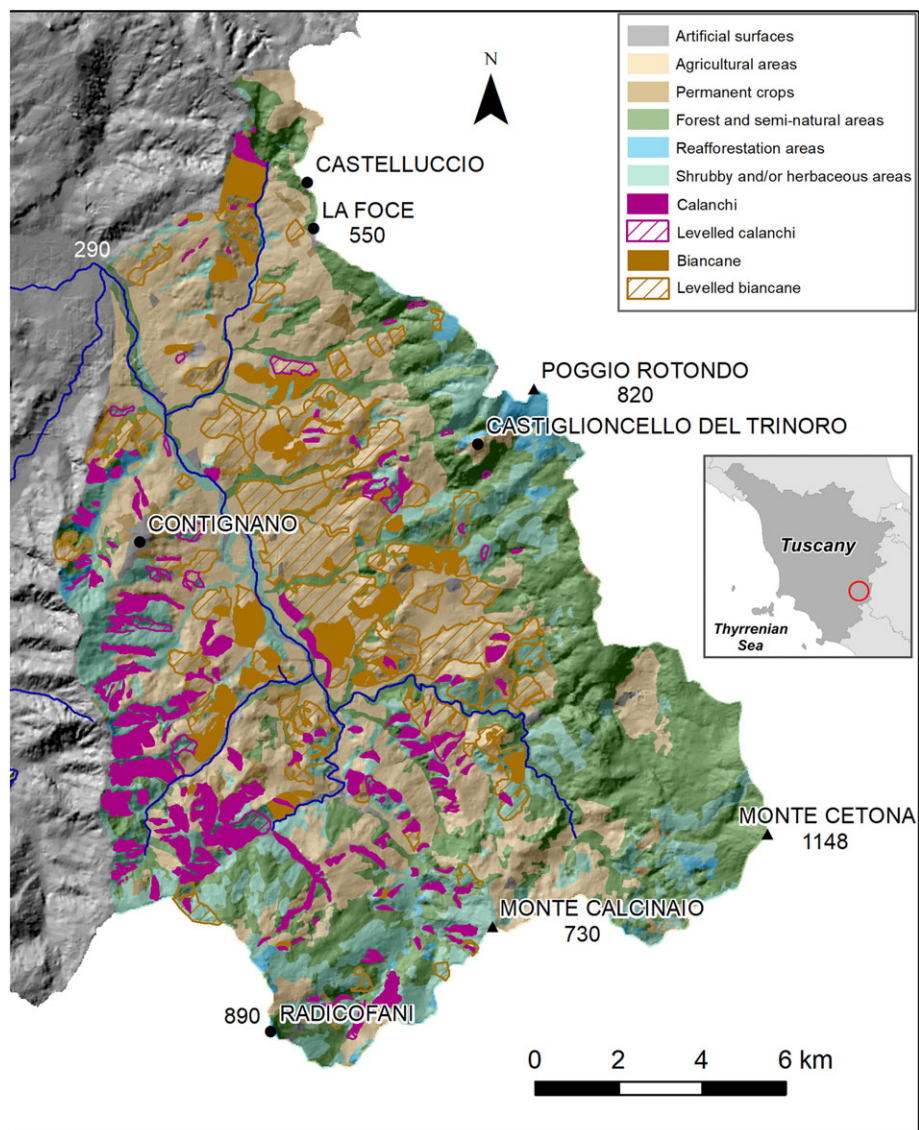 N
Artificial surfaces
Agricultural areas
Permanent crops
Forest and semi-natural areas
Reafforestation areas
Shrubby and/or herbaceous areas
Calanchi
Levelled calanchi
Biancane
Levelled biancane
CASTELLUCCIO
LA FOCE
550
290
POGGIO ROTONDO
820
CASTIGLIONCELLO DEL TRINORO
CONTIGNANO
Tuscany
Thyrrenian
Sea
MONTE CETONA
1148
MONTE CALCINAIO
730
890 RADICOFANI
0 2 4 6 km